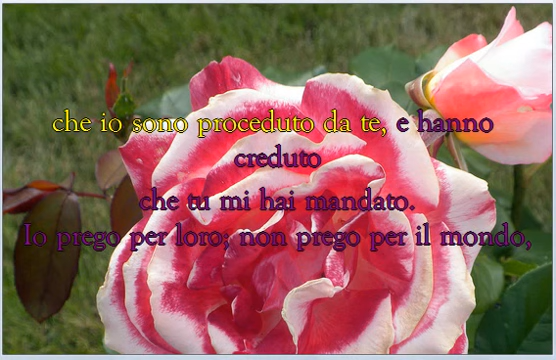 che io sono proceduto da te, e hanno
creduto
che tu mi hai mandato.
Io prego per loro; non prego per il mondo,